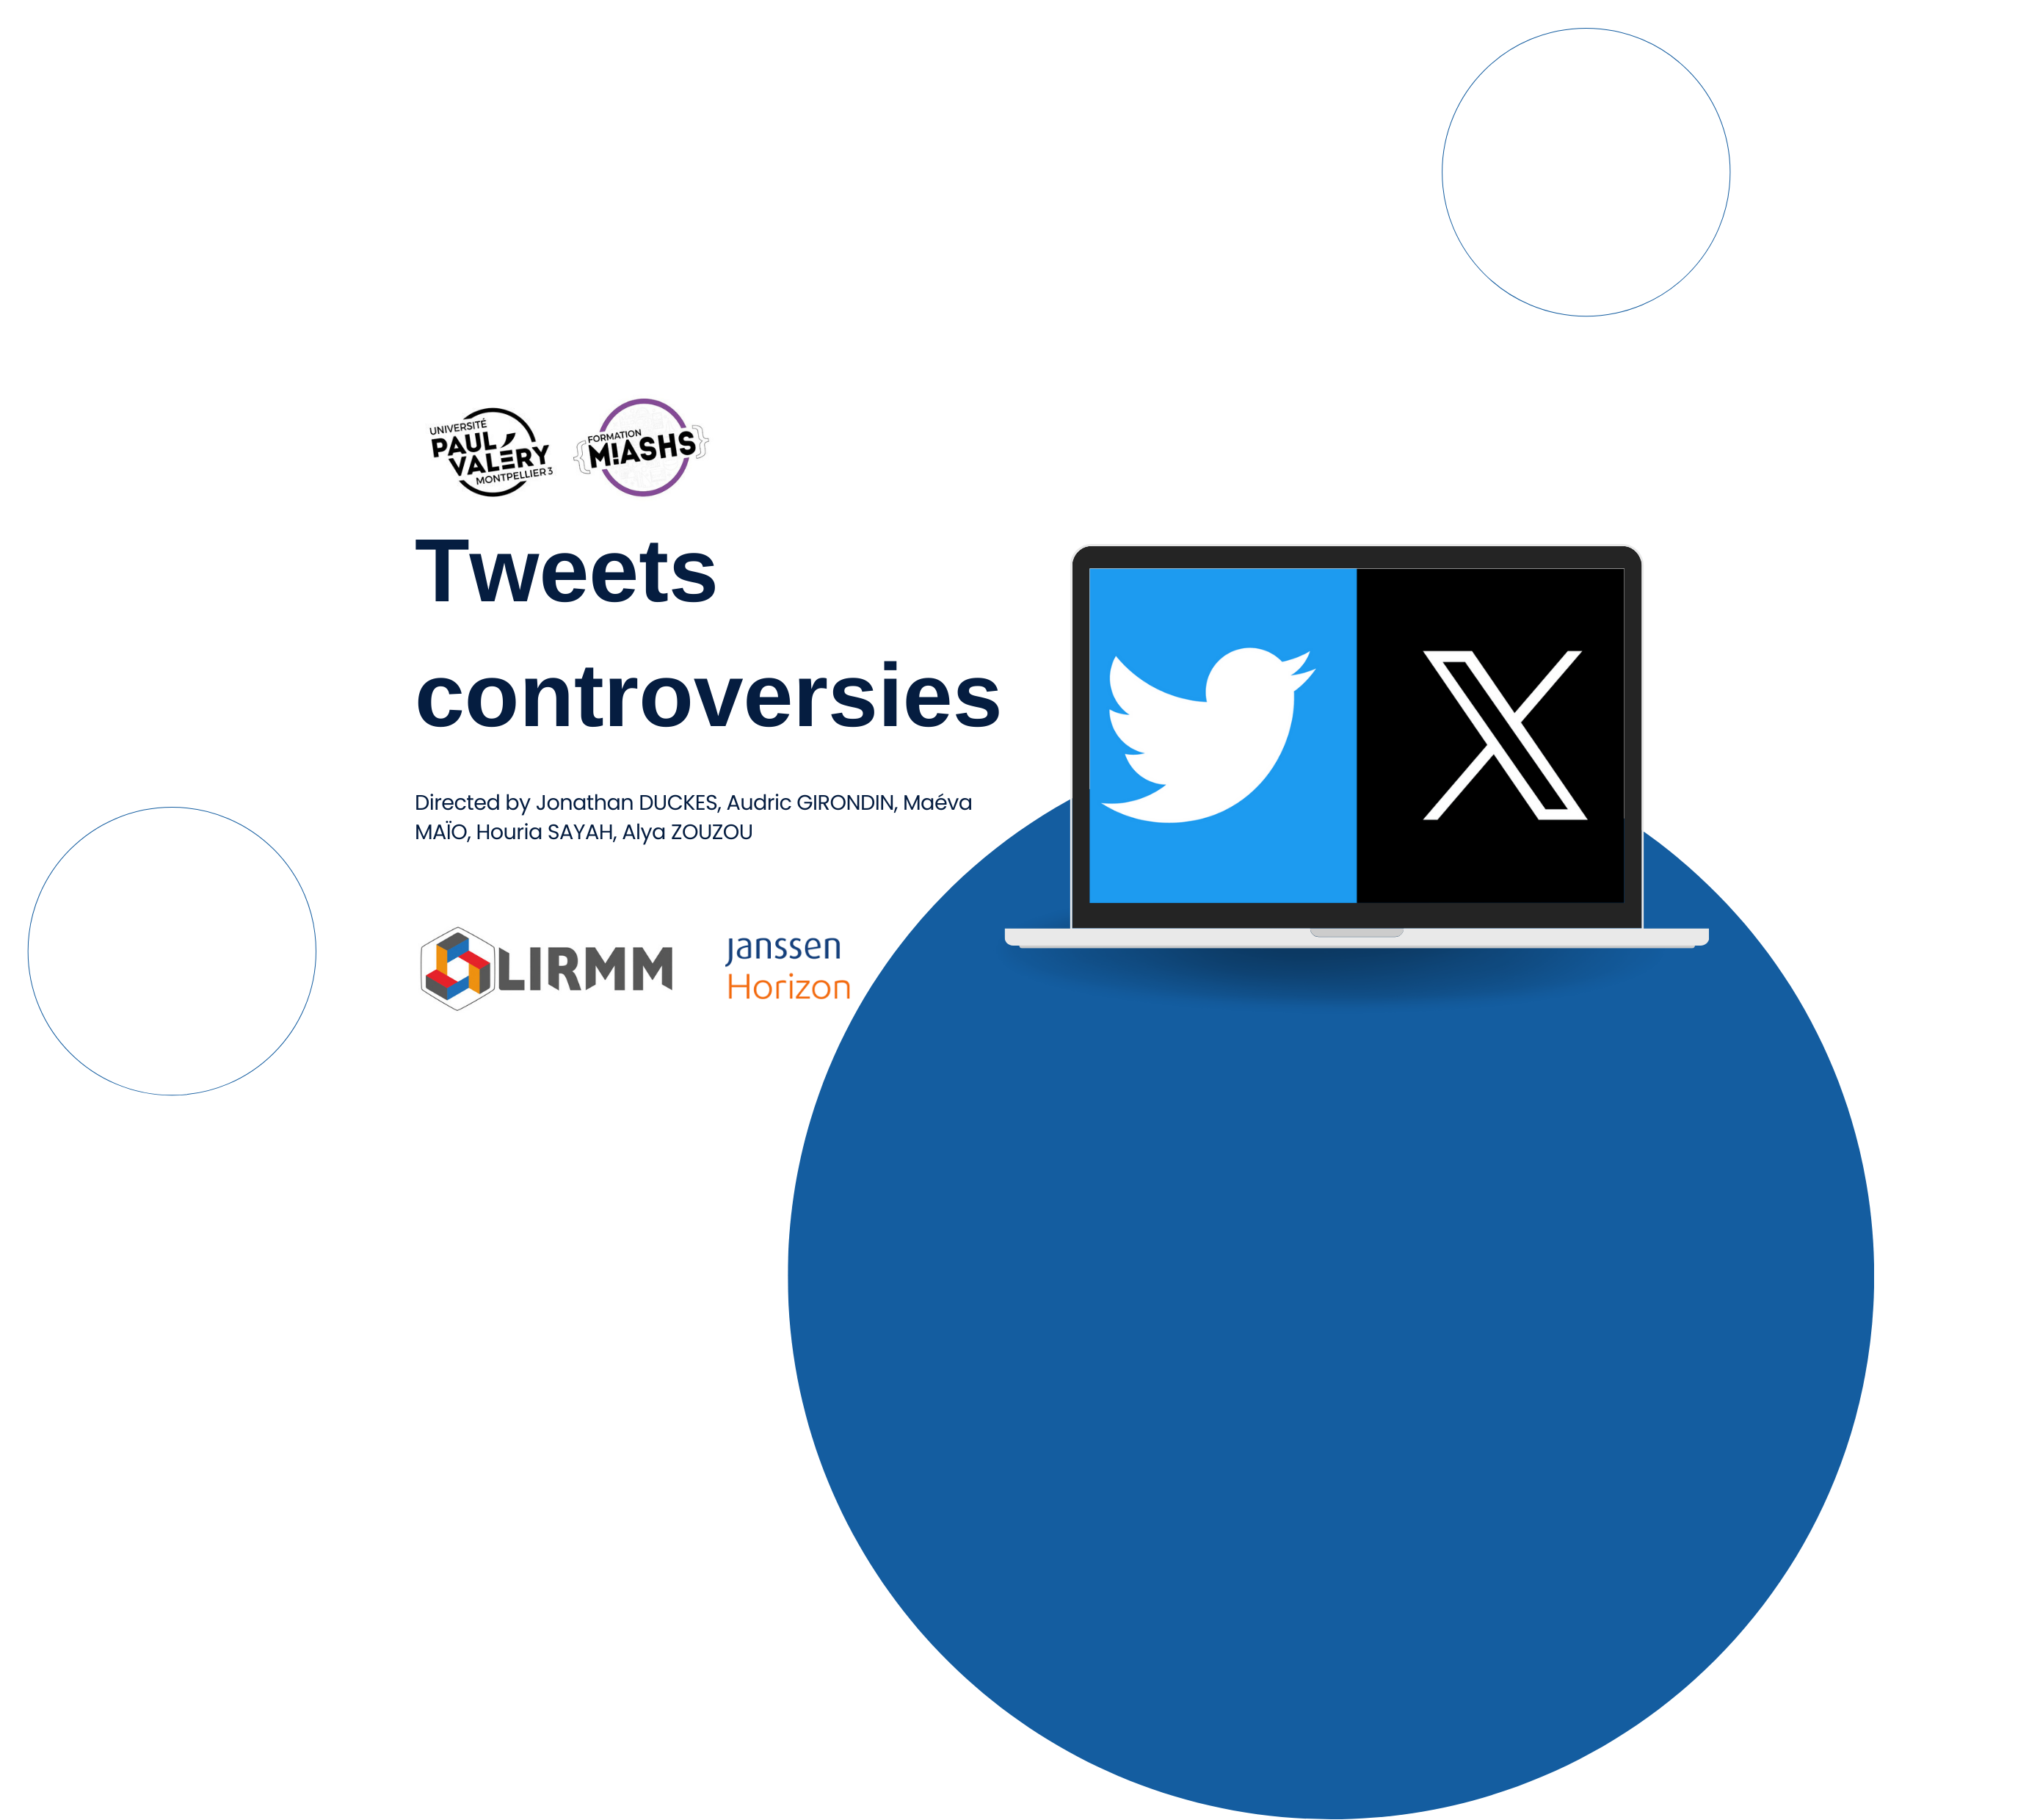 UNIVERSITÉ
PAUL
VALÉRY
MONTPELLIER 3
FORMATION
M!ASHS
Tweets
controversies
Directed by Jonathan DUCKES, Audric GIRONDIN, Maéva
MAÏO, Houria SAYAH, Alya ZOUZOU
LIRMM
janssen
Horizon